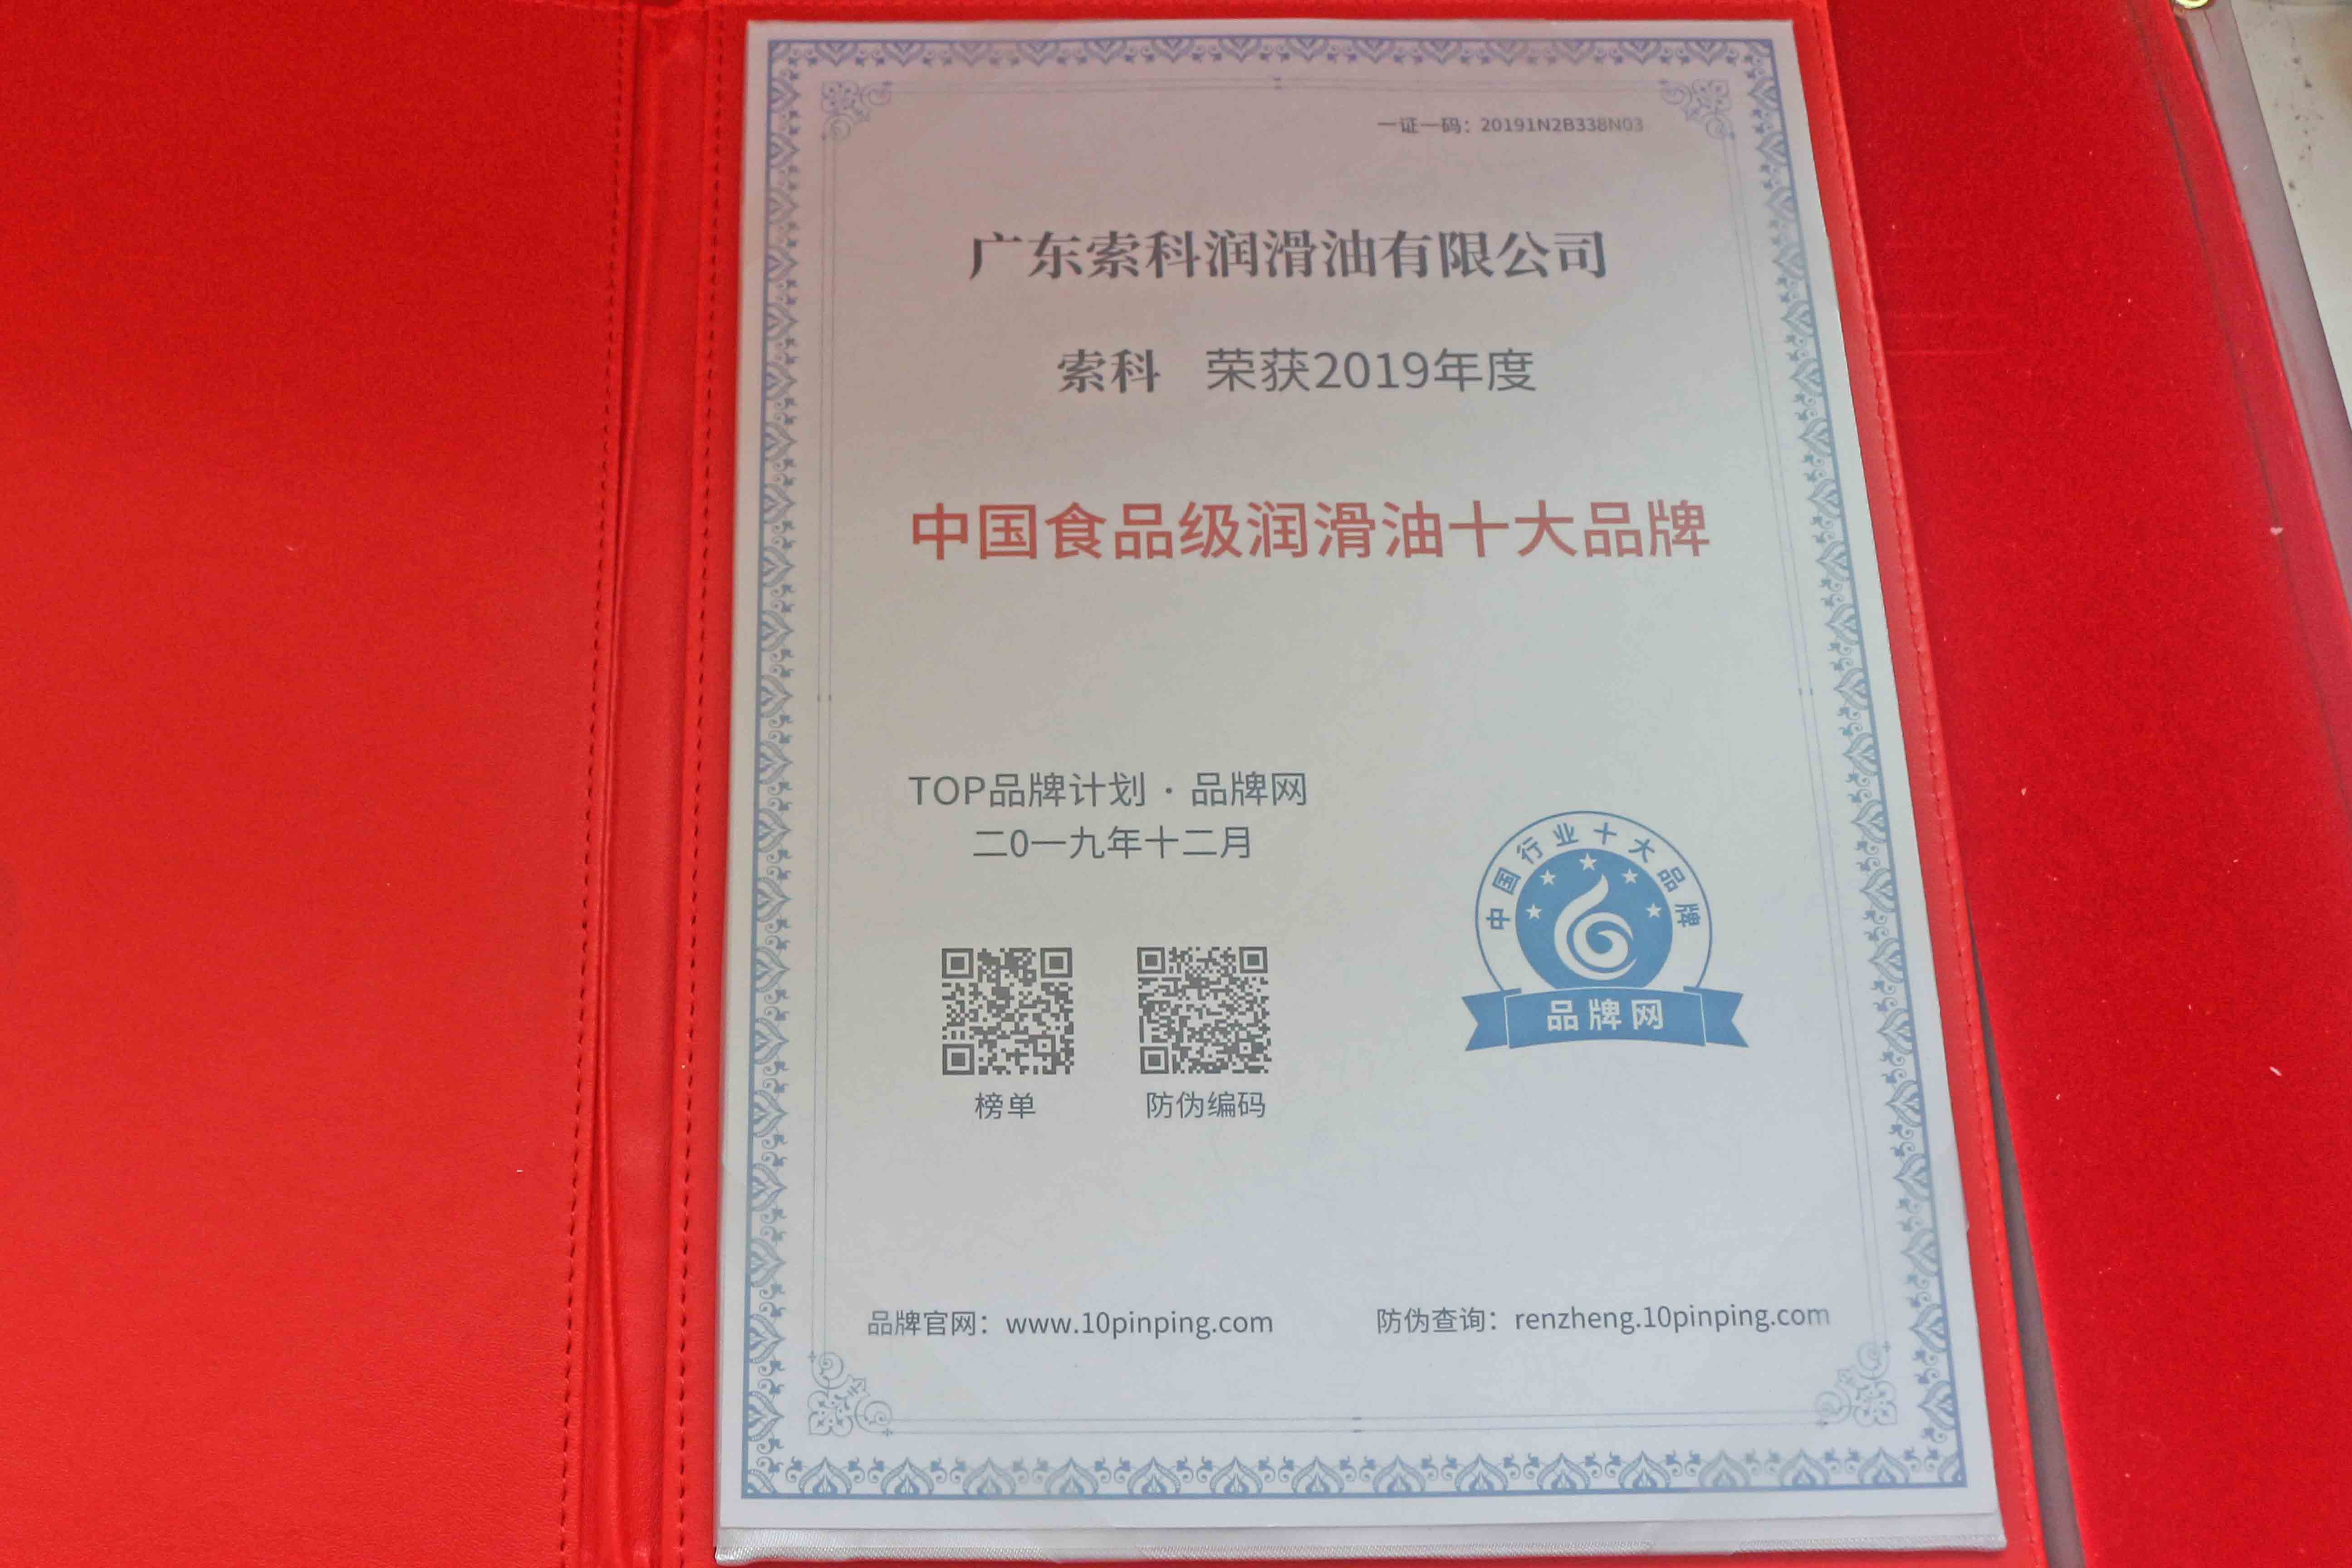 一证一码：20191N2B338N03
广东索科润滑油有限公司
索科 荣获2019年度
中国食品级润滑油十大品牌
TOP品牌计划·品牌网
二0一九年十二月
中国行业十大品牌
品牌网
榜单
防伪编码
品牌官网：www.10pinping.com
防伪查询：renzheng.10pinping.com